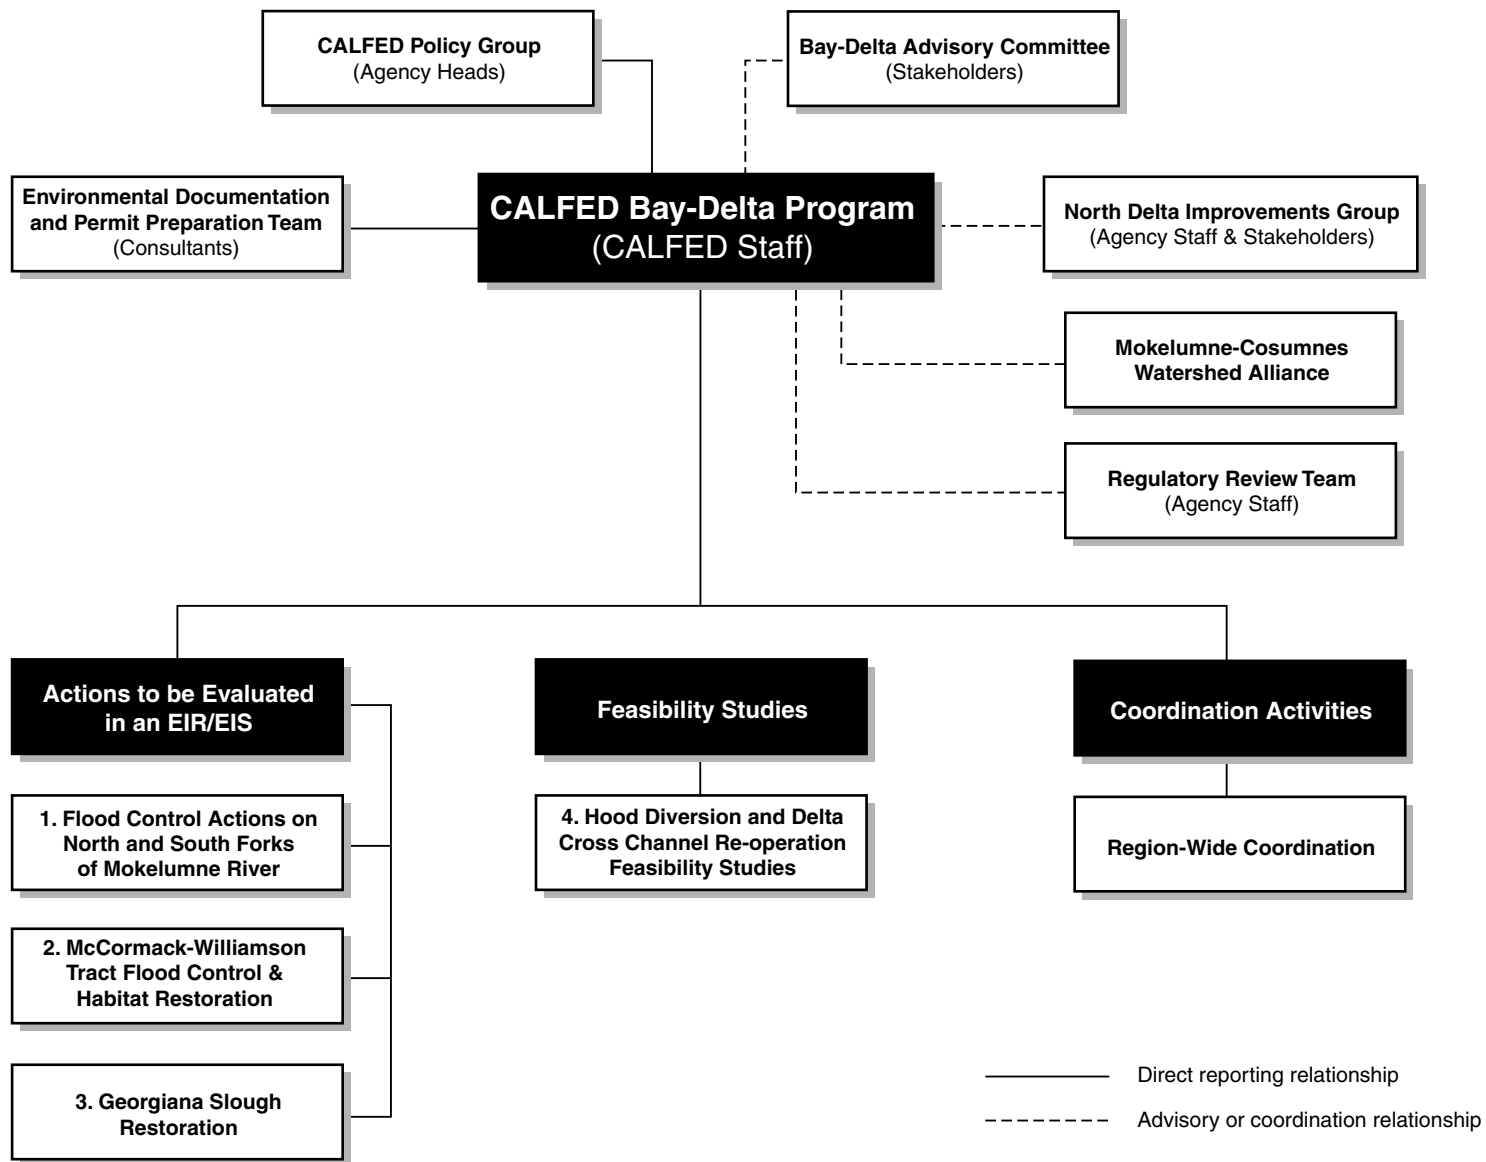 CALFED Policy Group
(Agency Heads)
Bay-Delta Advisory Committee
(Stakeholders)
Environmental Documentation
and Permit Preparation Team
(Consultants)
CALFED Bay-Delta Program
(CALFED Staff)
North Delta Improvements Group
(Agency Staff & Stakeholders)
Mokelumne-Cosumnes
Watershed Alliance
Regulatory Review Team
(Agency Staff)
Actions to be Evaluated
in an EIR/EIS
Feasibility Studies
Coordination Activities
1. Flood Control Actions on
North and South Forks
of Mokelumne River
4. Hood Diversion and Delta
Cross Channel Re-operation
Feasibility Studies
Region-Wide Coordination
2. McCormack-Williamson
Tract Flood Control &
Habitat Restoration
3. Georgiana Slough
Restoration
Direct reporting relationship
Advisory or coordination relationship